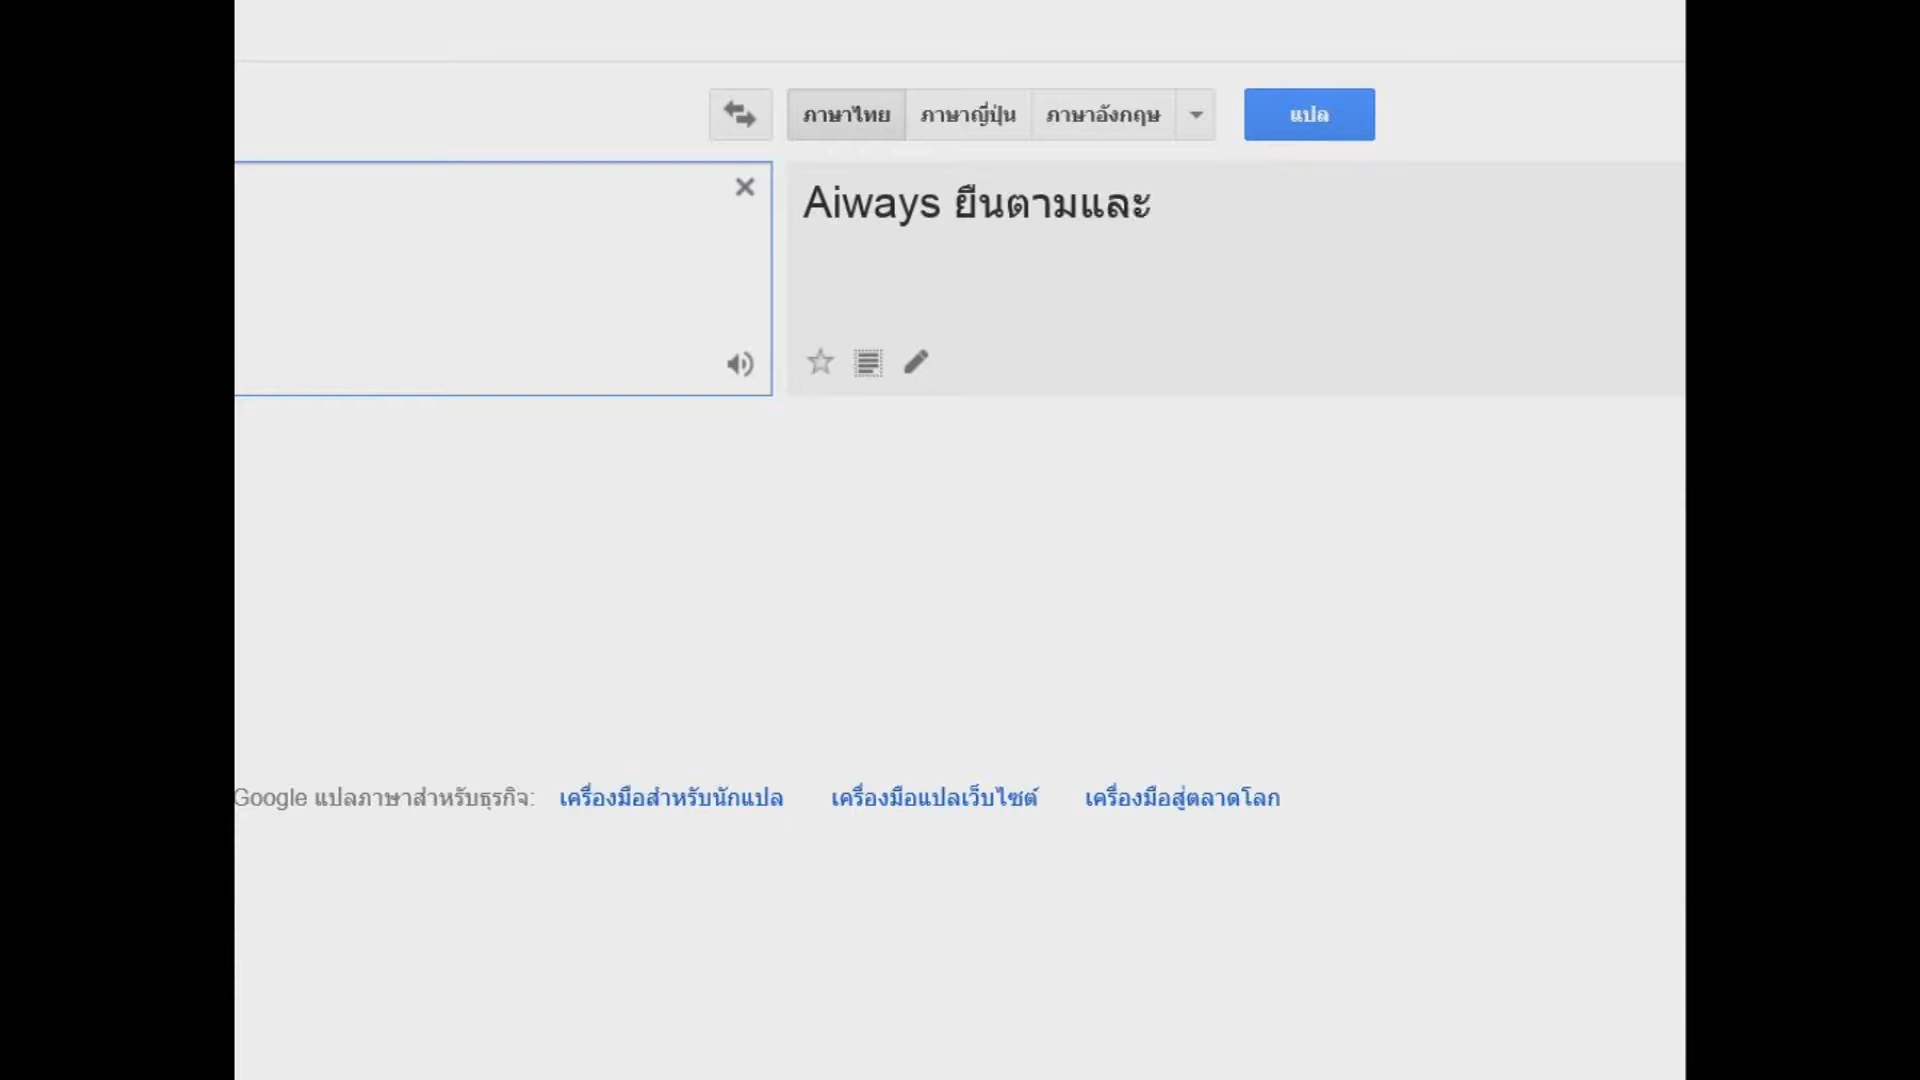 ภาษาไทย ภาษาญี่ปุ่น ภาษาอังกฤษ แปล
Aiways ยืนตามและ
Google แปลภาษาสำหรับธุรกิจ: เครื่องมือสำหรับนักแปล เครื่องมือแปลเว็บไซต์ เครื่องมือสู่ตลาดโลก